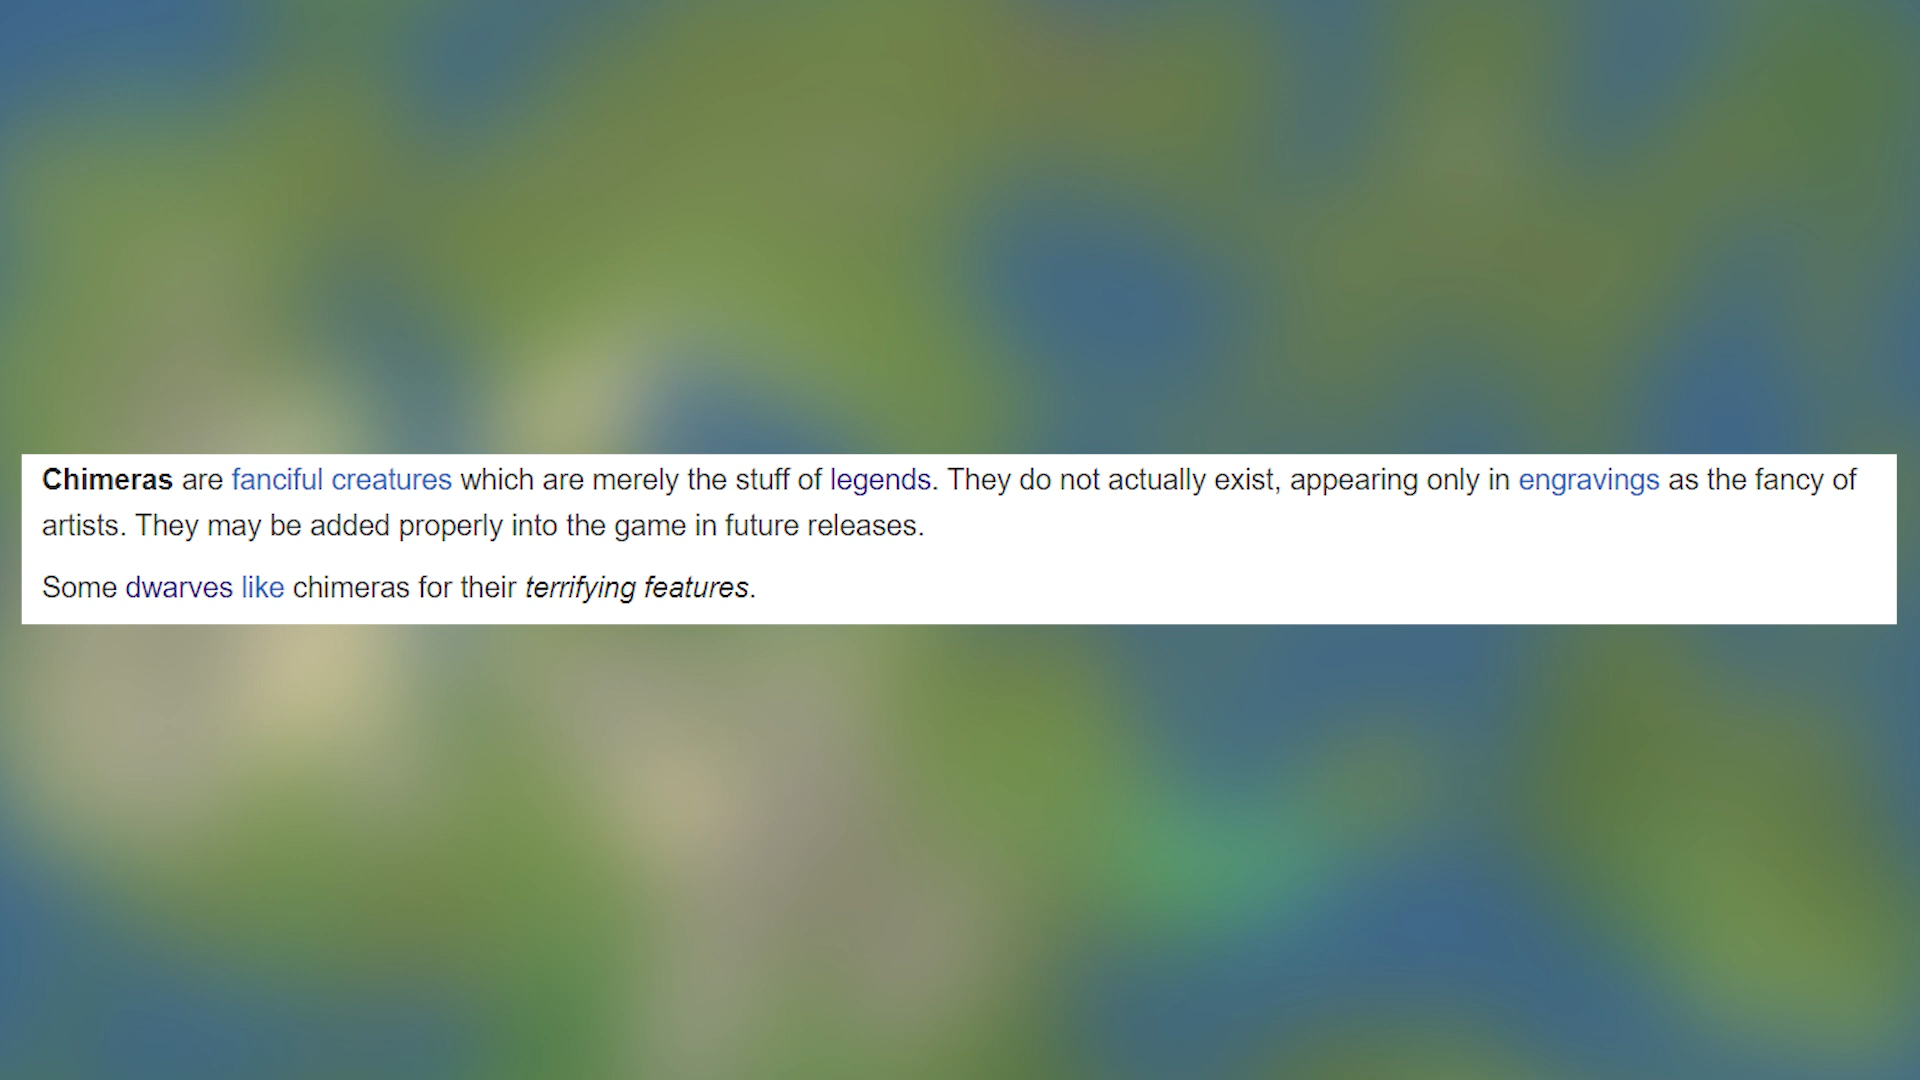 Chimeras are fanciful creatures which are merely the stuff of legends. They do not actually exist, appearing only in engravings as the fancy of
artists. They may be added properly into the game in future releases.
Some dwarves like chimeras for their terrifying features.